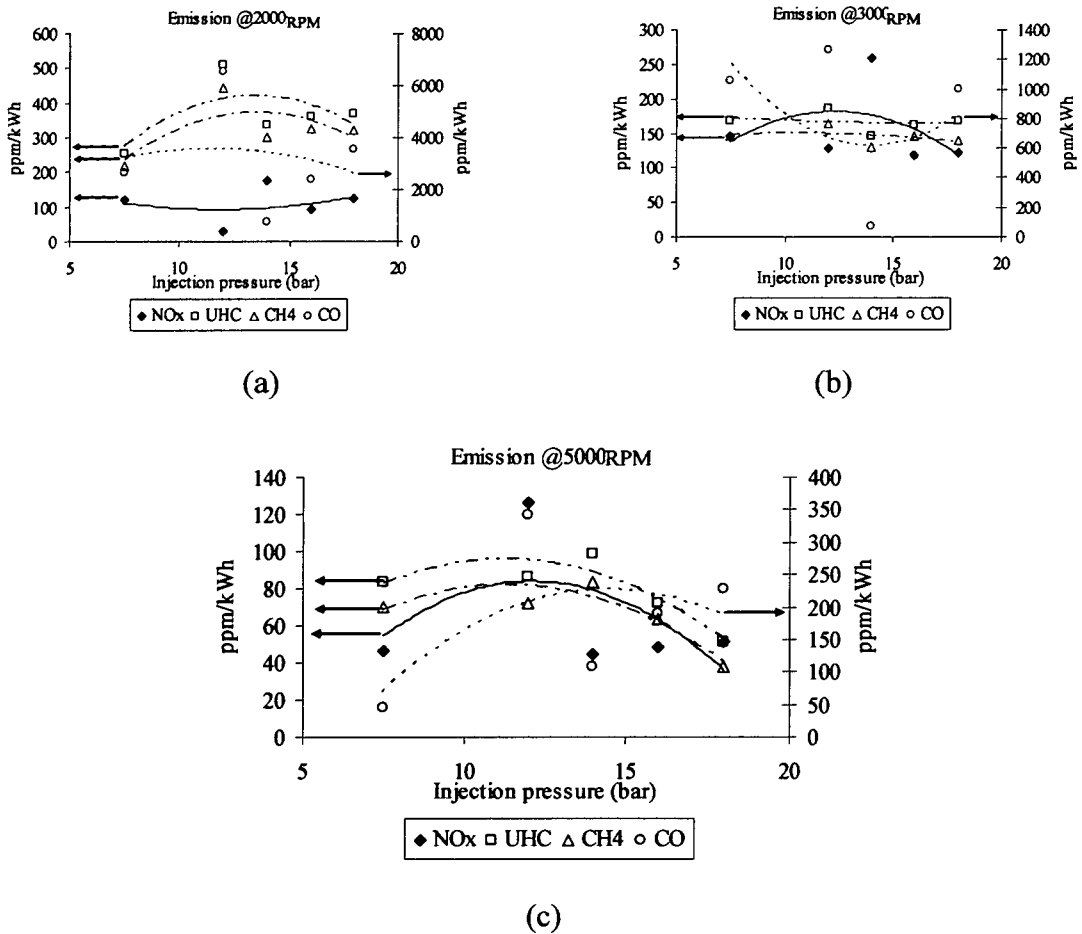 Emission @2000RPM
600
500
400
300
200
100
0
ppm/kWh
8000
6000
4000
2000
0
ppm/kWh
5 10 15 20
Injection pressure (bar)
NOx UHC CH4 CO
(a)
Emission @300RPM
300
250
200
150
100
50
0
ppm/kWh
1400
1200
1000
800
600
400
200
0
ppm/kWh
5 10 15 20
Injection pressure (bar)
NOx UHC CH4 CO
(b)
Emission @5000RPM
140
120
100
80
60
40
20
0
ppm/kWh
400
350
300
250
200
150
100
50
0
ppm/kWh
5 10 15 20
Injection pressure (bar)
NOx UHC CH4 CO
(c)